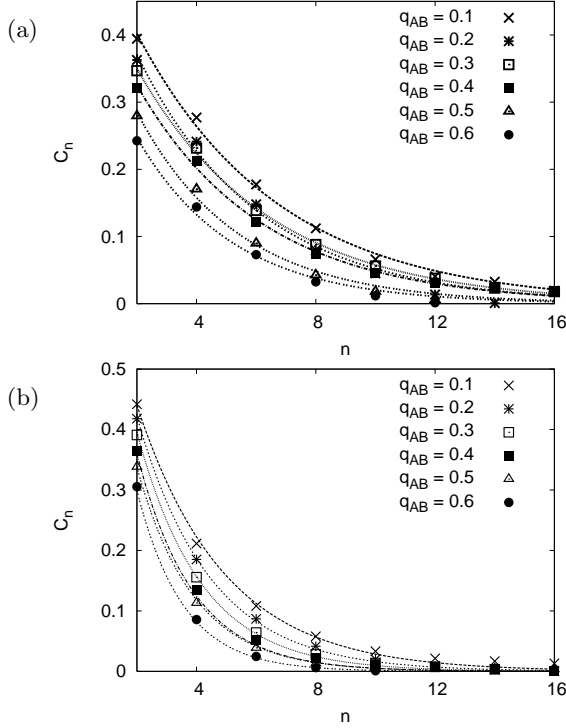 (a)
0.4
0.3
0.2
0.1
0
C_n
q_AB = 0.1
q_AB = 0.2
q_AB = 0.3
q_AB = 0.4
q_AB = 0.5
q_AB = 0.6
4 8 12 16
n
(b)
0.5
0.4
0.3
0.2
0.1
0
C_n
q_AB = 0.1
q_AB = 0.2
q_AB = 0.3
q_AB = 0.4
q_AB = 0.5
q_AB = 0.6
4 8 12 16
n